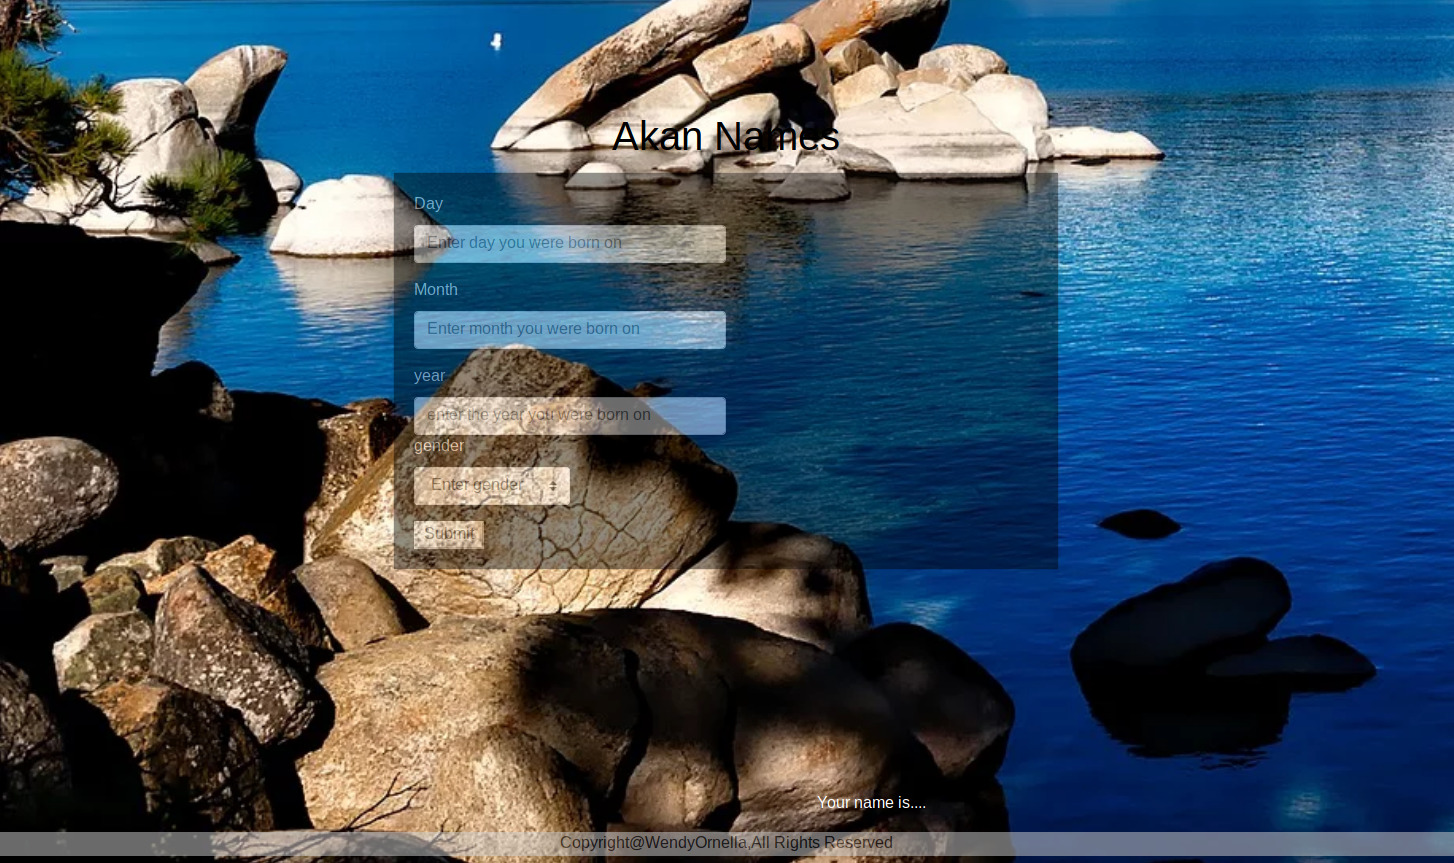 Akan Names
Day
Enter day you were born on
Month
Enter month you were born on
year
enter the year you were born on
gender
Enter gender
Submit
Your name is....
Copyright@WendyOrnella,All Rights Reserved